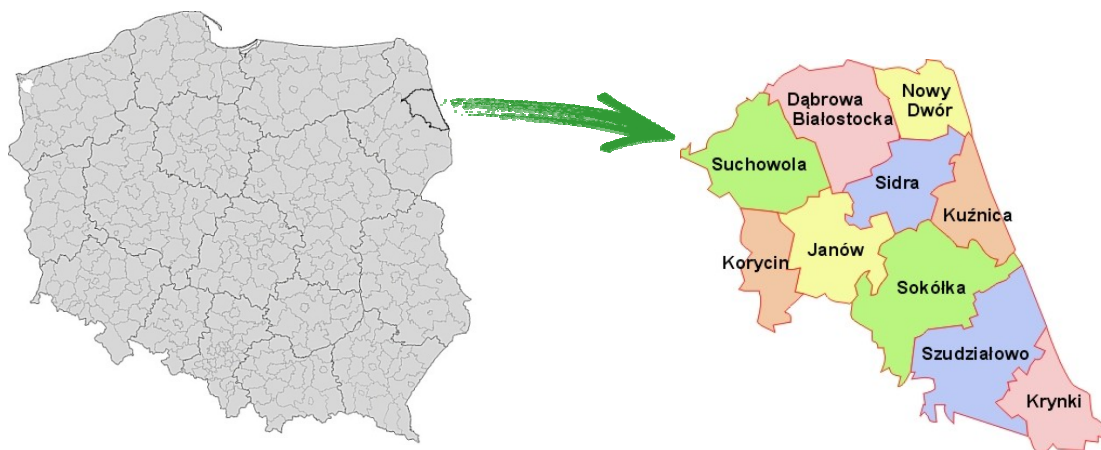 Nowy
Dwór
Dąbrowa
Białostocka
Suchowola
Sidra
Kuźnica
Janów
Korycin
Sokółka
Szudziałowo
Krynki